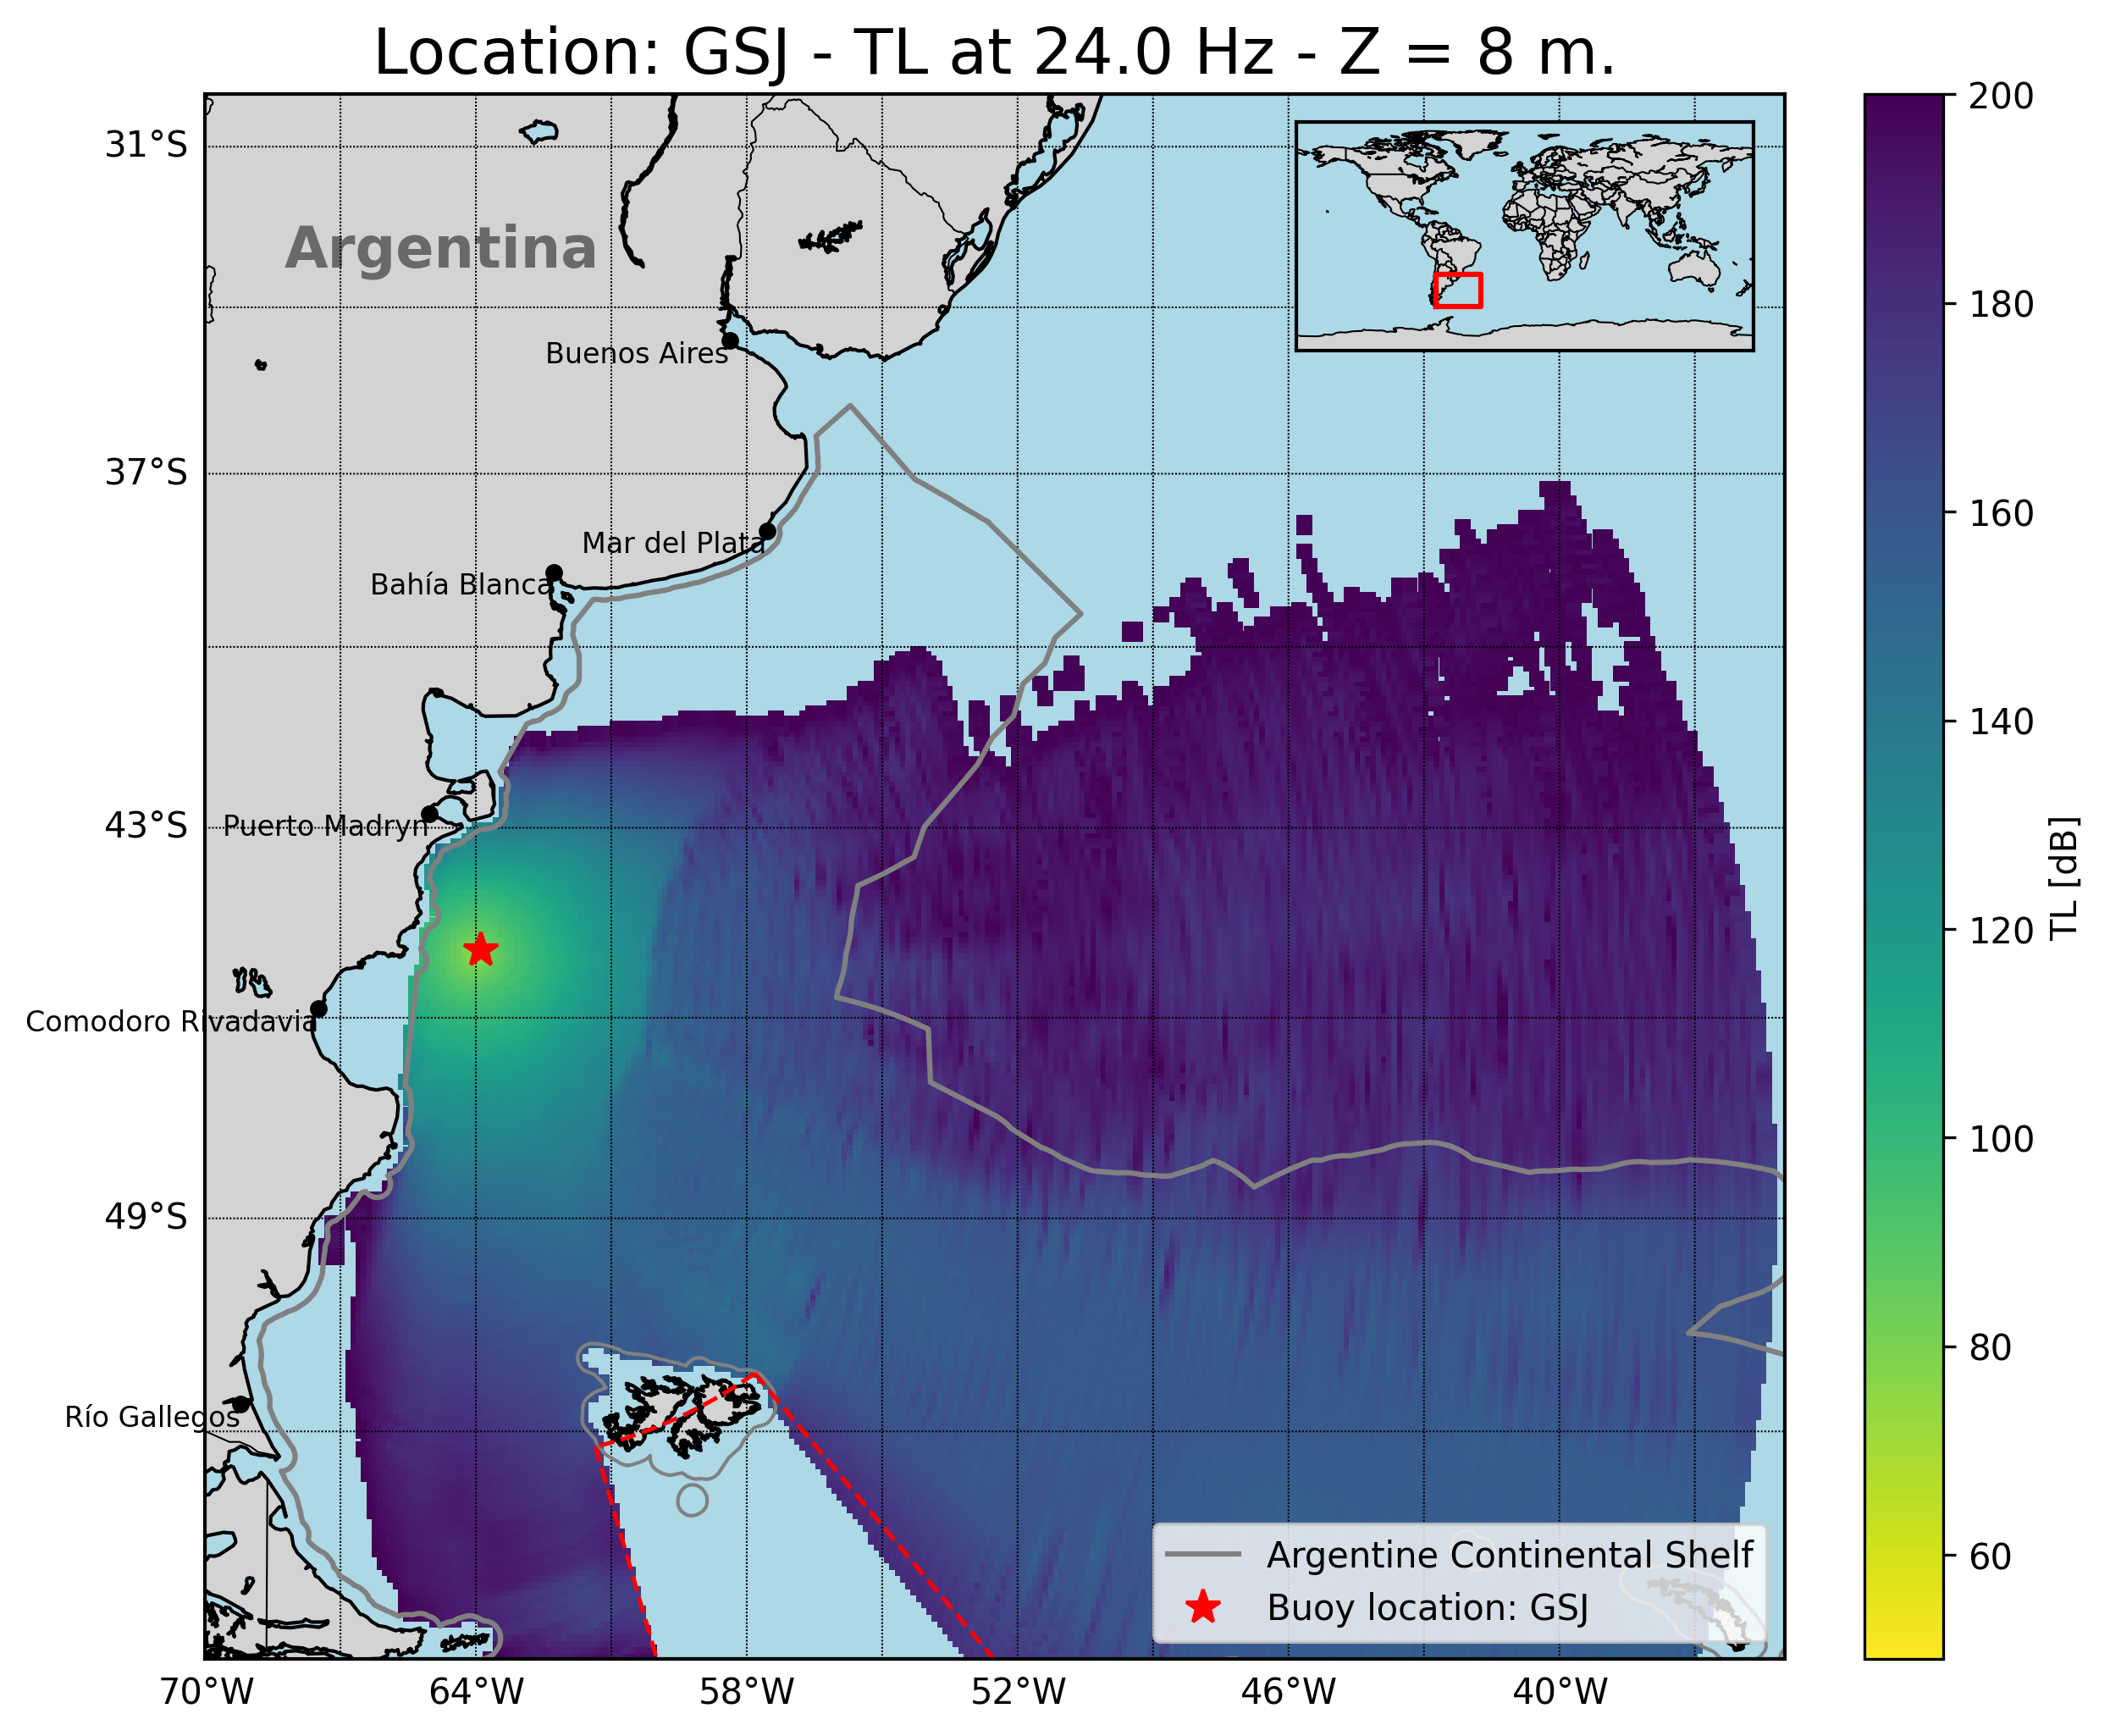 Location: GSJ - TL at 24.0 Hz - Z = 8 m.
31°S
37°S
43°S
49°S
Argentina
Buenos Aires
Mar del Plata
Bahía Blanca
Puerto Madryn
Comodoro Rivadavia
Río Gallegos
Argentine Continental Shelf
Buoy location: GSJ
70°W
64°W
58°W
52°W
46°W
40°W
200
180
160
140
120
100
80
60
TL [dB]